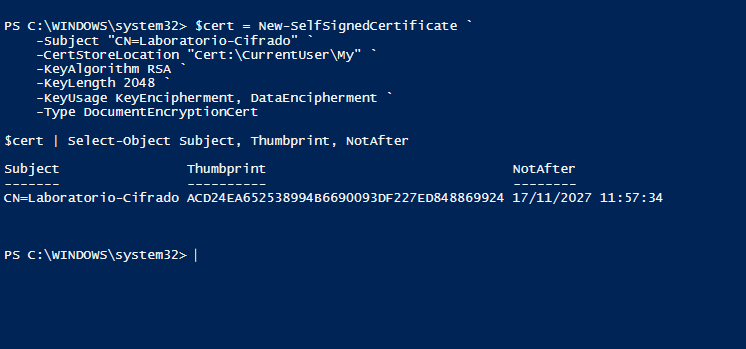 PS C:\WINDOWS\system32> $cert = New-SelfSignedCertificate `
    -Subject "CN=Laboratorio-Cifrado" `
    -CertStoreLocation "Cert:\CurrentUser\My" `
    -KeyAlgorithm RSA `
    -KeyLength 2048 `
    -KeyUsage KeyEncipherment, DataEncipherment `
    -Type DocumentEncryptionCert
$cert | Select-Object Subject, Thumbprint, NotAfter
Subject                Thumbprint                               NotAfter
-------                ----------                               --------
CN=Laboratorio-Cifrado ACD24EA652538994B6690093DF227ED848869924 17/11/2027 11:57:34
PS C:\WINDOWS\system32>